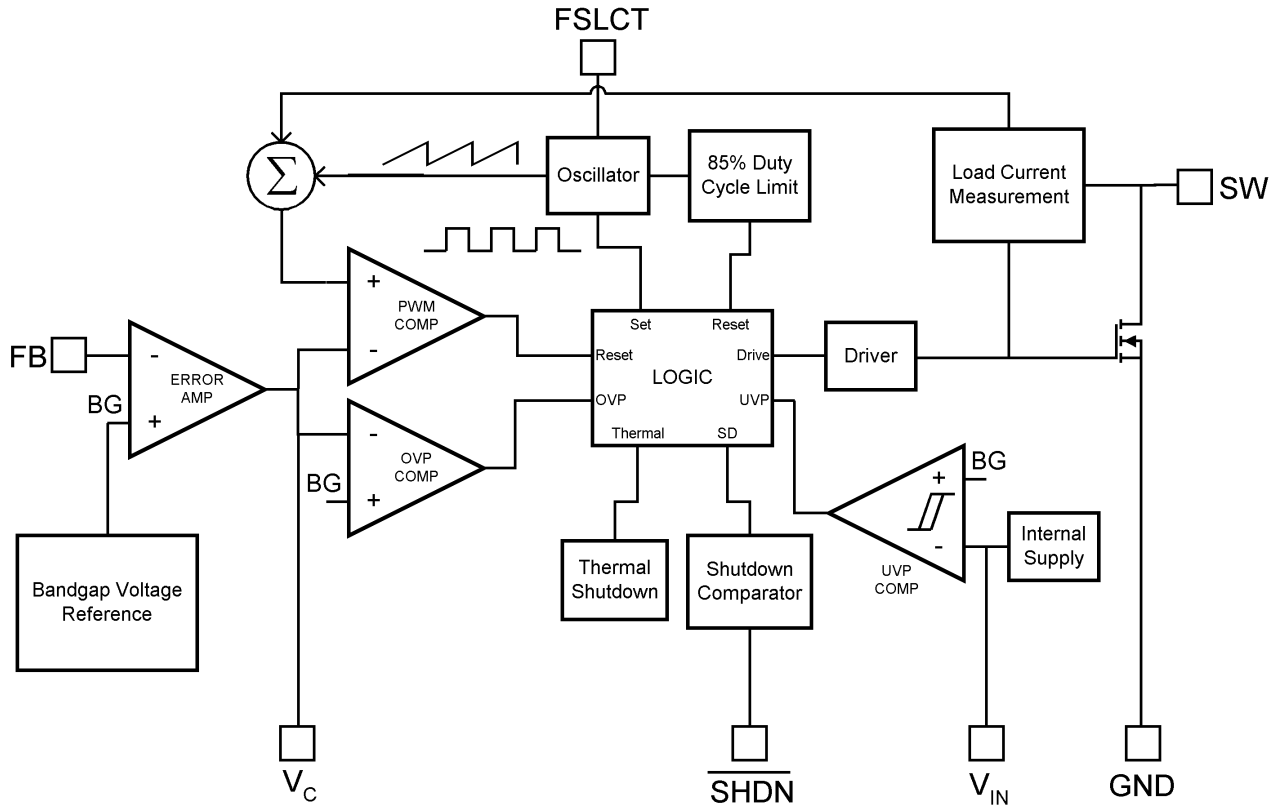 FSLCT
Σ
Oscillator
85% Duty
Cycle Limit
Load Current
Measurement
SW
+
PWM
COMP
-
Set
Reset
Reset
Drive
LOGIC
OVP
UVP
Thermal
SD
Driver
FB
-
ERROR
AMP
BG
+
-
OVP
COMP
BG
+
BG
+
-
UVP
COMP
Internal
Supply
Bandgap Voltage
Reference
Thermal
Shutdown
Shutdown
Comparator
VC
SHDN
VIN
GND